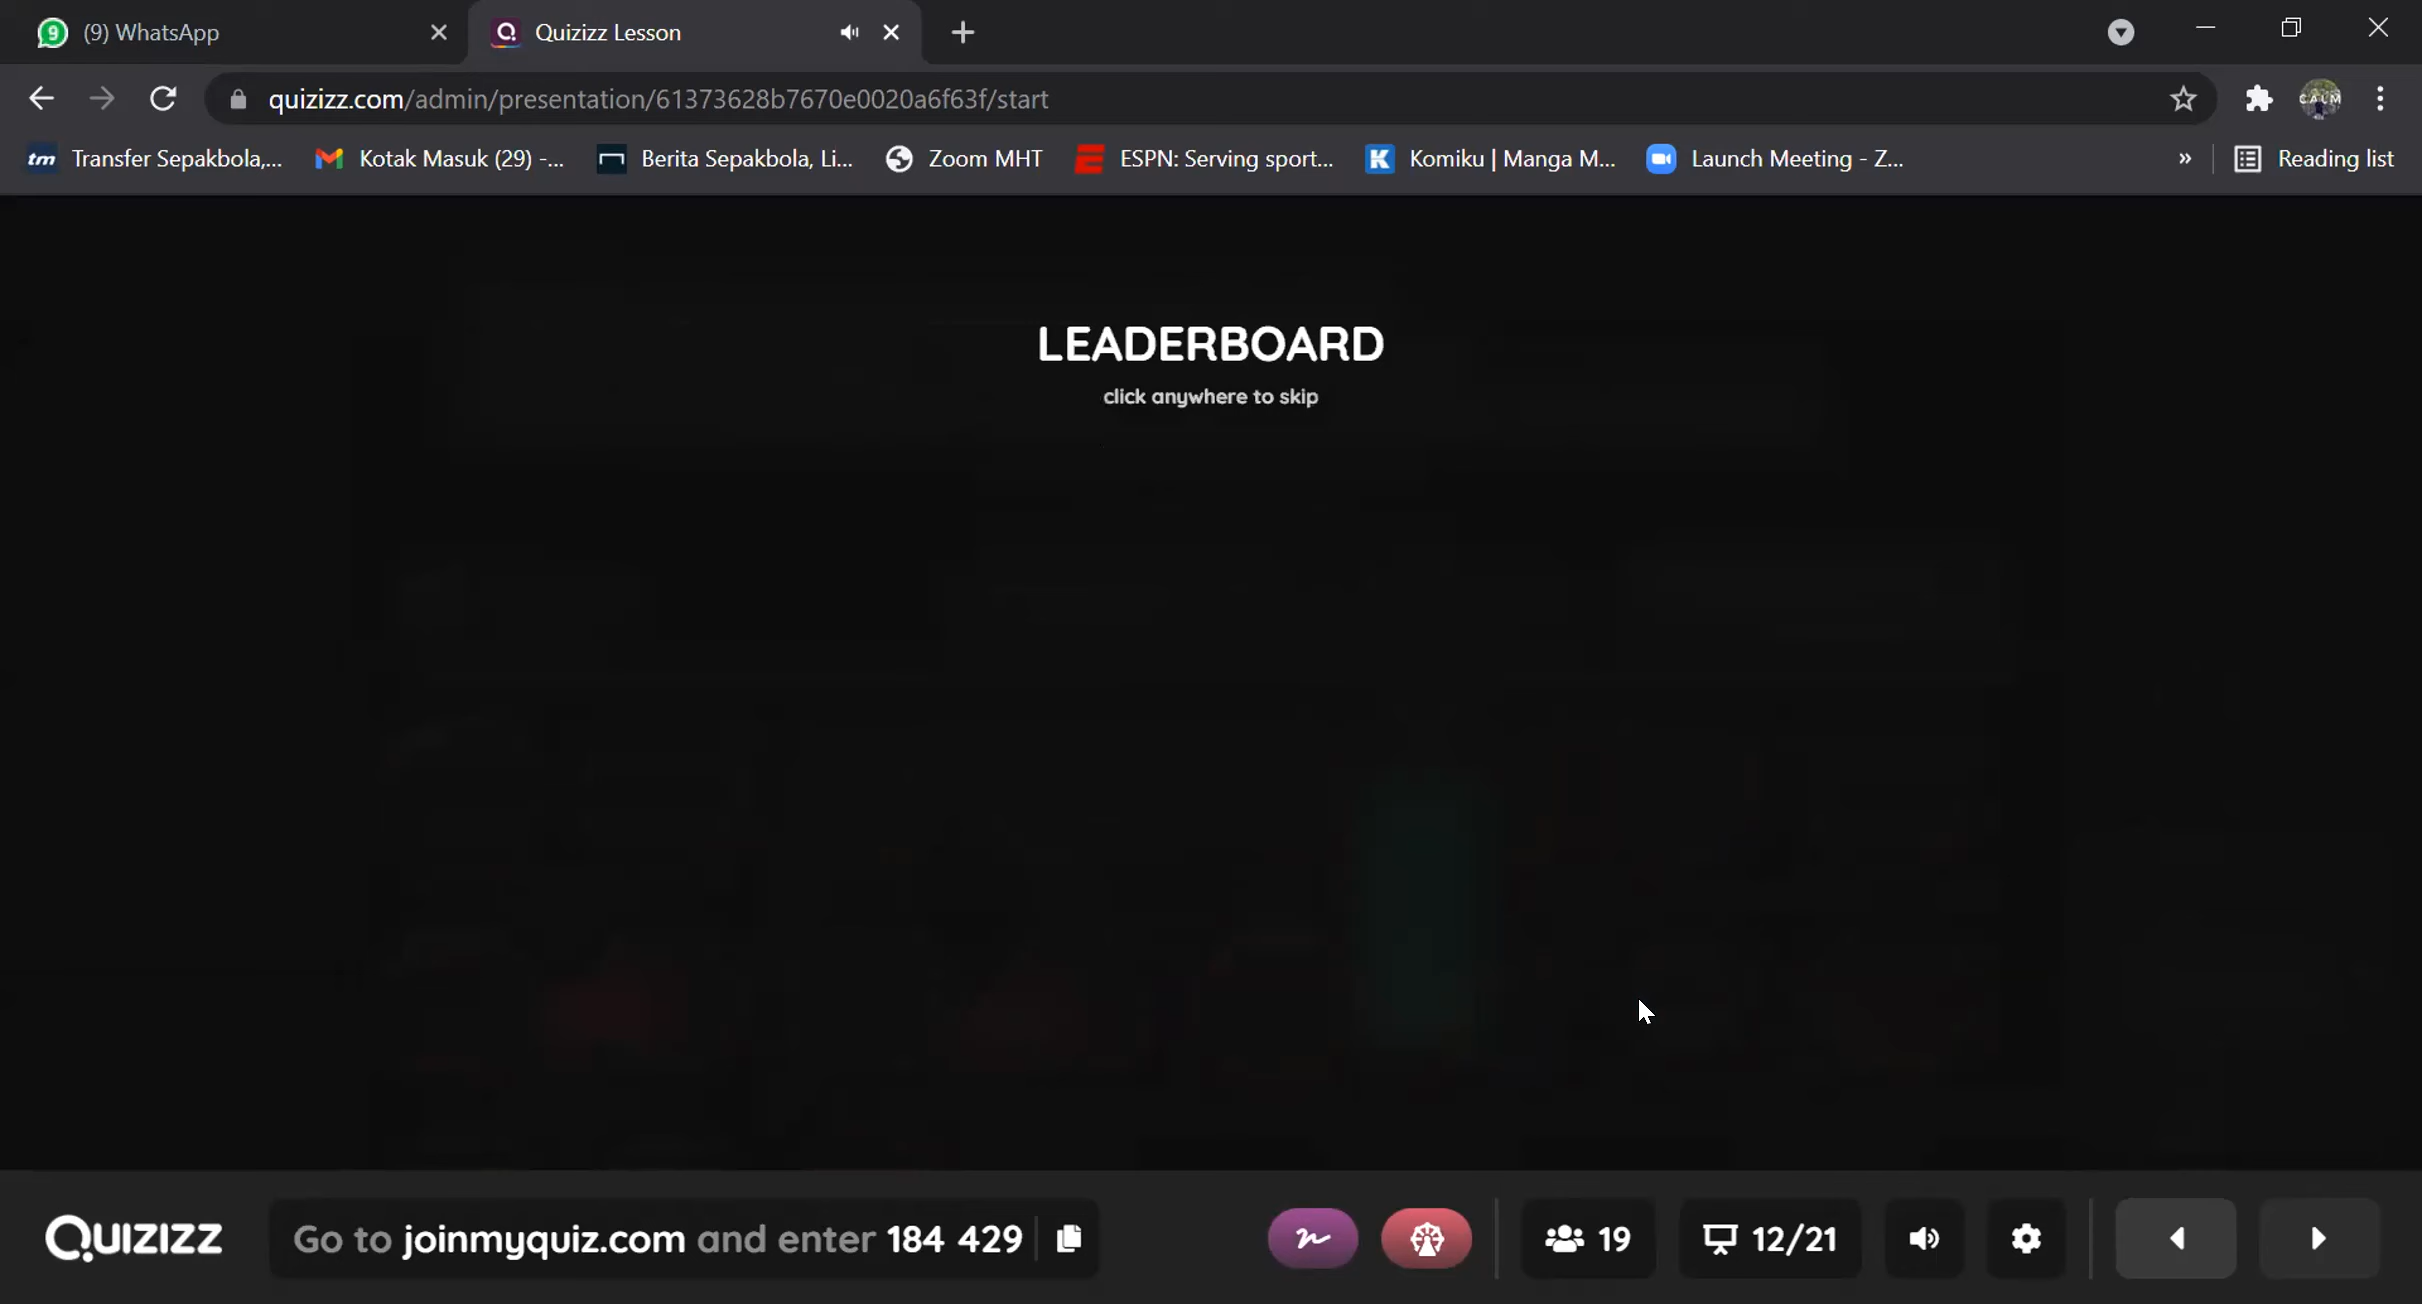 (9) WhatsApp
Quizizz Lesson
quizizz.com/admin/presentation/61373628b7670e0020a6f63f/start
CALM
tm Transfer Sepakbola,... Kotak Masuk (29) -... Berita Sepakbola, Li... Zoom MHT ESPN: Serving sport... K Komiku | Manga M... Launch Meeting - Z... » Reading list
LEADERBOARD
click anywhere to skip
QUIZIZZ Go to joinmyquiz.com and enter 184 429 19 12/21